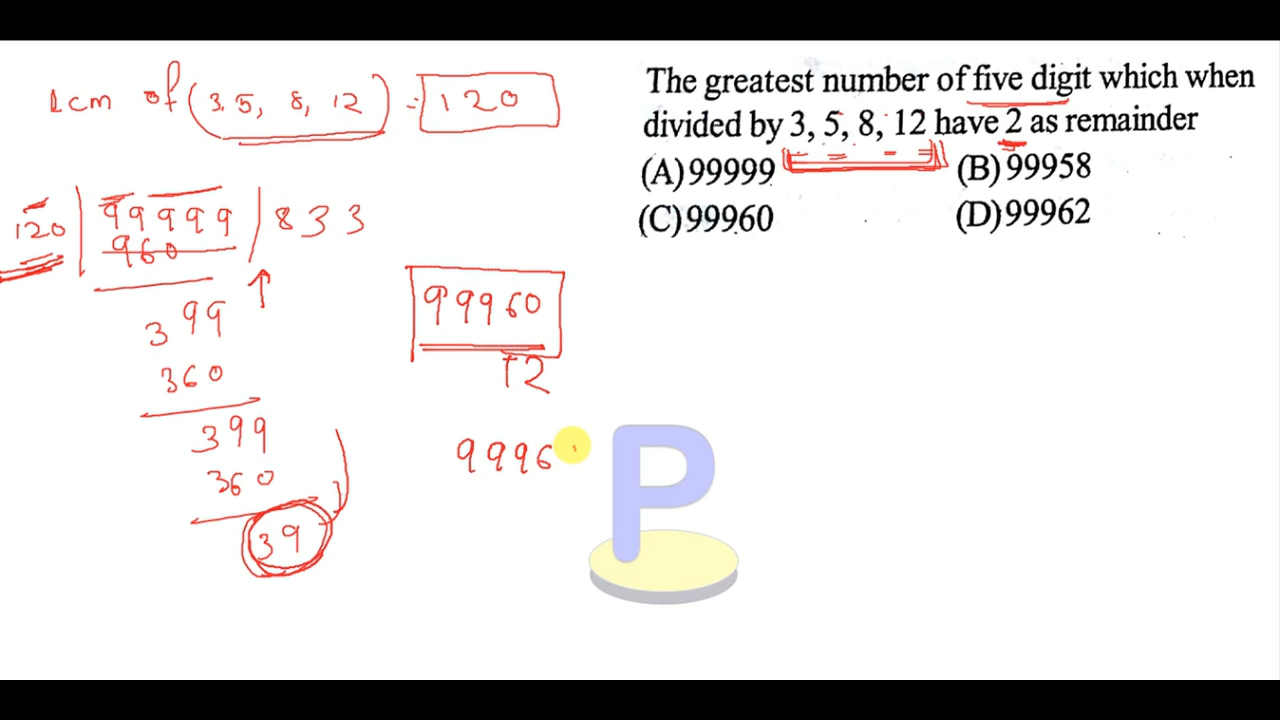 The greatest number of five digit which when
divided by 3, 5, 8, 12 have 2 as remainder
(A) 99999 (B) 99958
(C) 99960 (D) 99962
Lcm of (3, 5, 8, 12) = 120
120 | 99999 | 833
960
399
360
399
360
39
99960
+2
9996
P